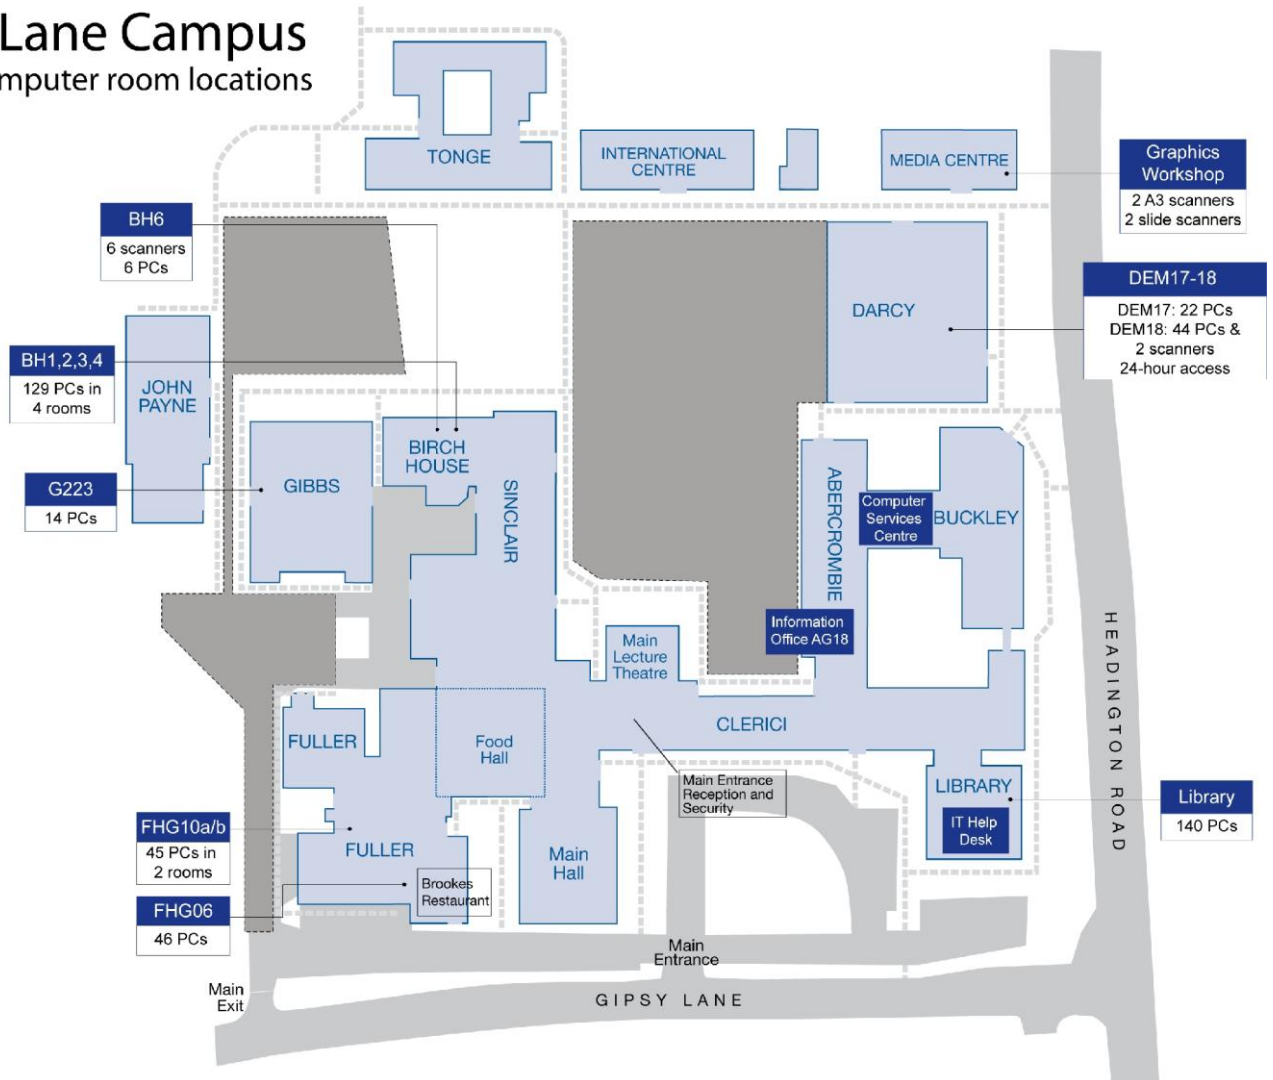 Lane Campus
mputer room locations
TONGE
INTERNATIONAL
CENTRE
MEDIA CENTRE
Graphics
Workshop
2 A3 scanners
2 slide scanners
BH6
6 scanners
6 PCs
DEM17-18
DEM17: 22 PCs
DEM18: 44 PCs &
2 scanners
24-hour access
DARCY
BH1,2,3,4
129 PCs in
4 rooms
JOHN
PAYNE
BIRCH
HOUSE
GIBBS
G223
14 PCs
SINCLAIR
ABERCROMBIE
Computer
Services
Centre
BUCKLEY
Information
Office AG18
Main
Lecture
Theatre
HEADINGTON ROAD
CLERICI
FULLER
Food
Hall
Main Entrance
Reception and
Security
LIBRARY
IT Help
Desk
Library
140 PCs
FHG10a/b
45 PCs in
2 rooms
FULLER
Main
Hall
Brookes
Restaurant
FHG06
46 PCs
Main
Entrance
Main
Exit
GIPSY LANE